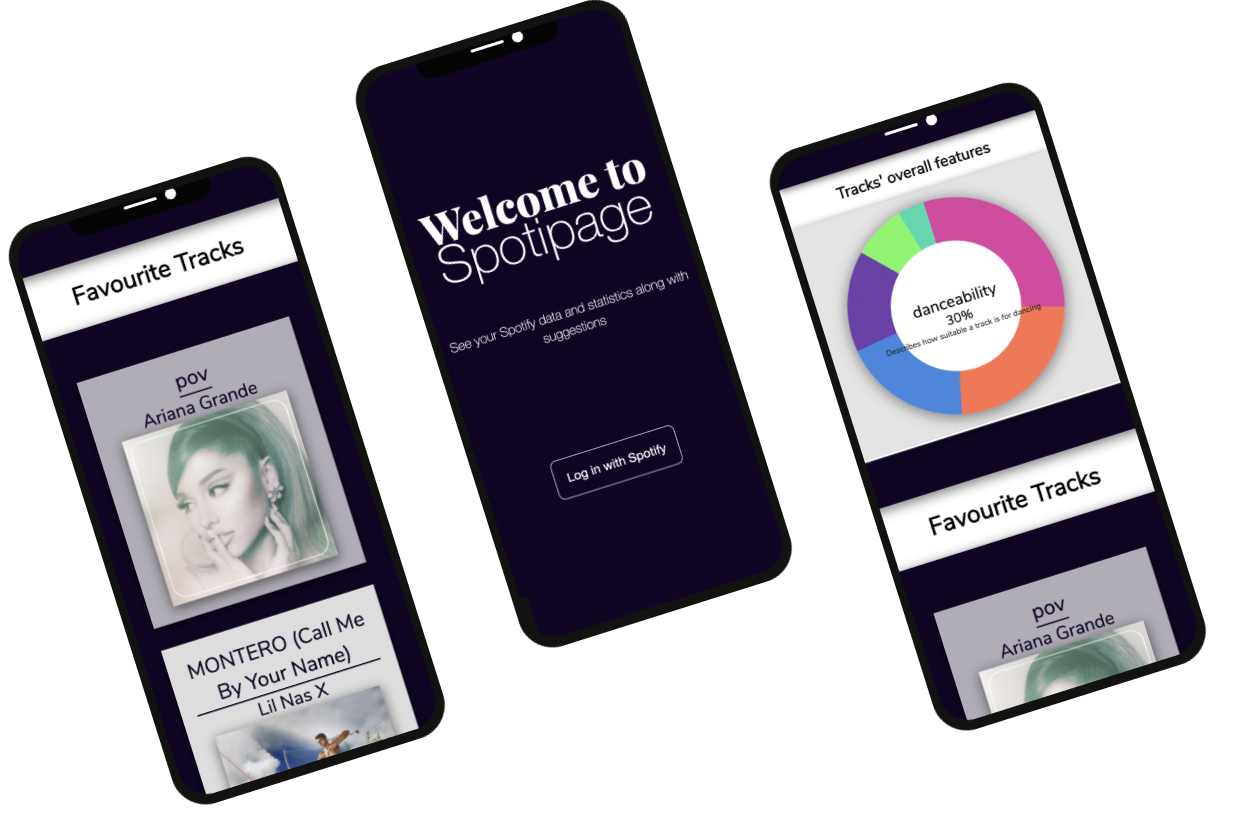 Favourite Tracks
pov
Ariana Grande
MONTERO (Call Me
By Your Name)
Lil Nas X
Welcome to
Spotipage
See your Spotify data and statistics along with
suggestions
Log in with Spotify
Tracks' overall features
danceability
30%
Describes how suitable a track is for dancing
Favourite Tracks
pov
Ariana Grande